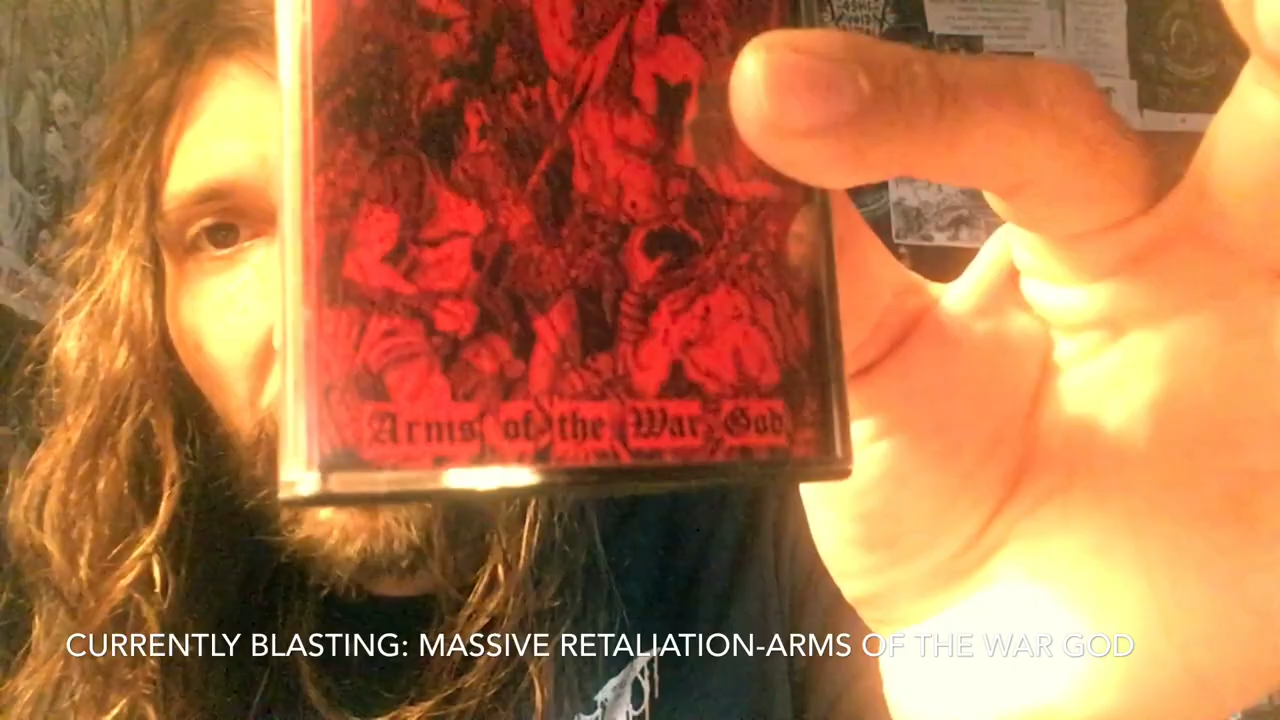 Arms of the War God
CURRENTLY BLASTING: MASSIVE RETALIATION-ARMS OF THE WAR GOD